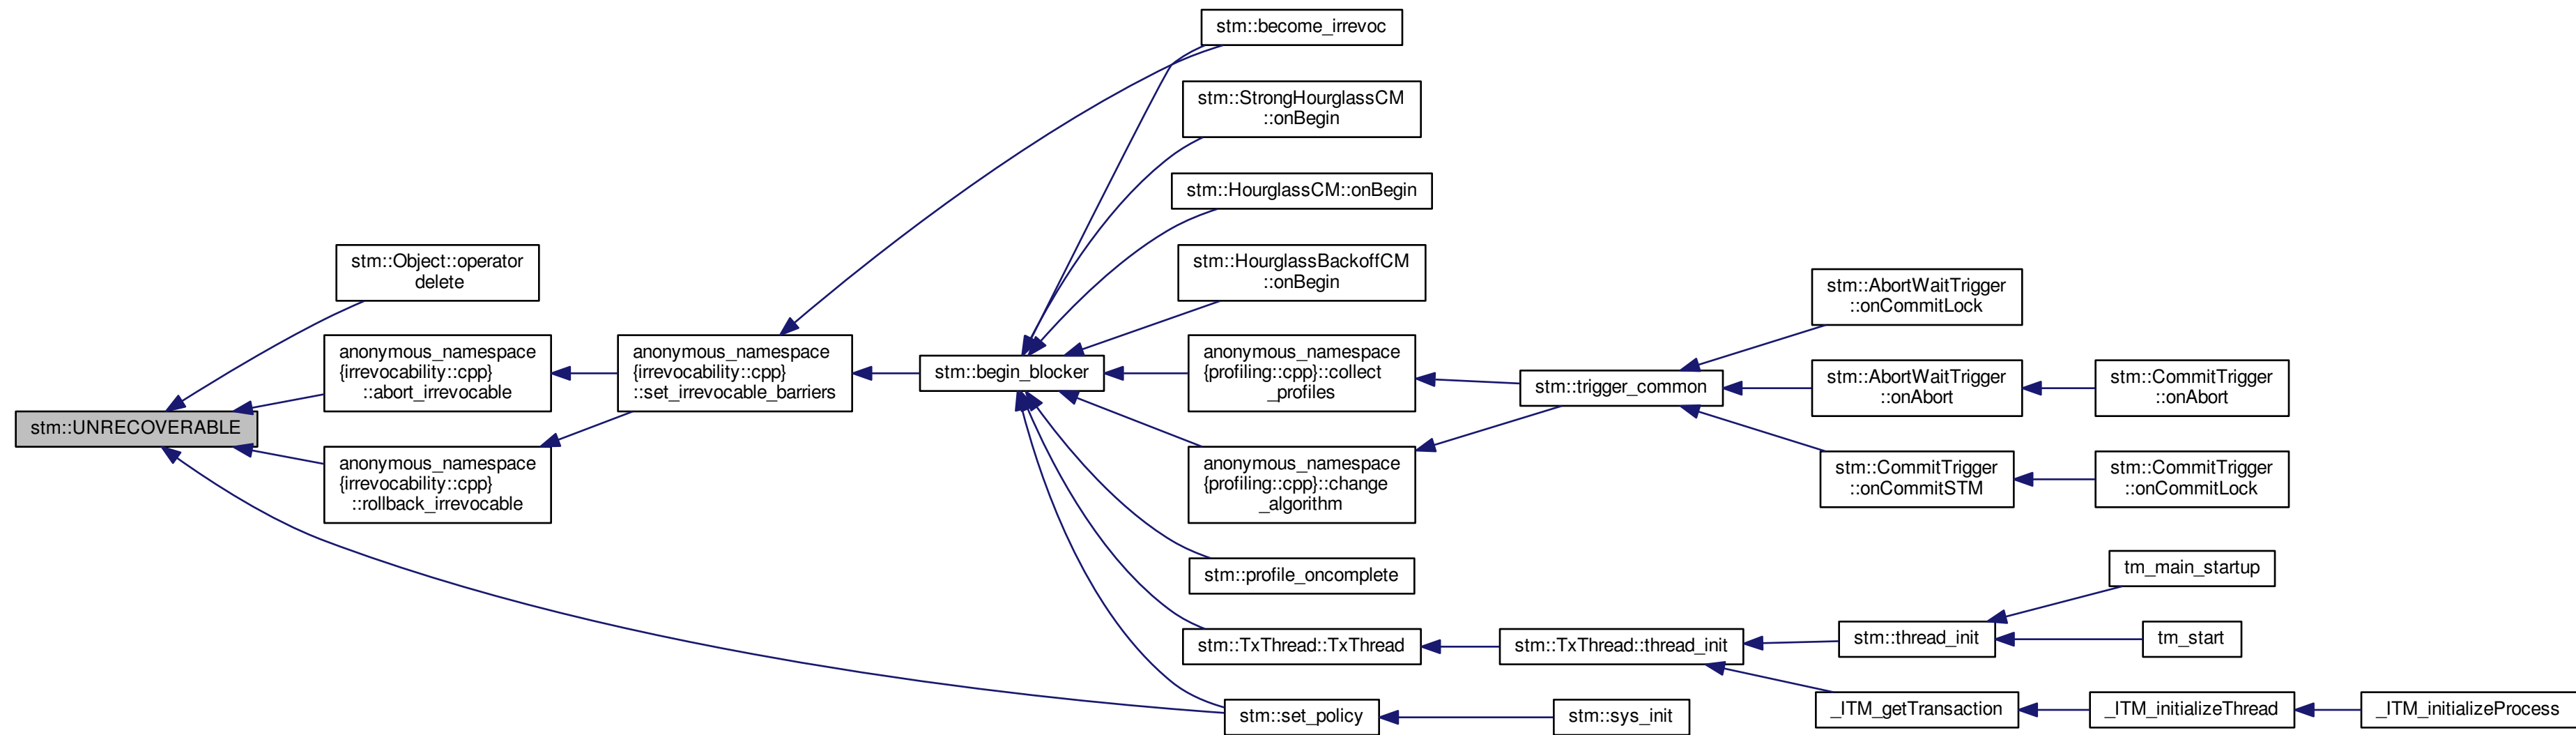 stm::UNRECOVERABLE
stm::Object::operator
delete
anonymous_namespace
{irrevocability::cpp}
::abort_irrevocable
anonymous_namespace
{irrevocability::cpp}
::rollback_irrevocable
anonymous_namespace
{irrevocability::cpp}
::set_irrevocable_barriers
stm::begin_blocker
stm::become_irrevoc
stm::StrongHourglassCM
::onBegin
stm::HourglassCM::onBegin
stm::HourglassBackoffCM
::onBegin
anonymous_namespace
{profiling::cpp}::collect
_profiles
anonymous_namespace
{profiling::cpp}::change
_algorithm
stm::profile_oncomplete
stm::TxThread::TxThread
stm::set_policy
stm::trigger_common
stm::TxThread::thread_init
stm::sys_init
stm::AbortWaitTrigger
::onCommitLock
stm::AbortWaitTrigger
::onAbort
stm::CommitTrigger
::onCommitSTM
stm::thread_init
_ITM_getTransaction
stm::CommitTrigger
::onAbort
stm::CommitTrigger
::onCommitLock
tm_main_startup
tm_start
_ITM_initializeThread
_ITM_initializeProcess